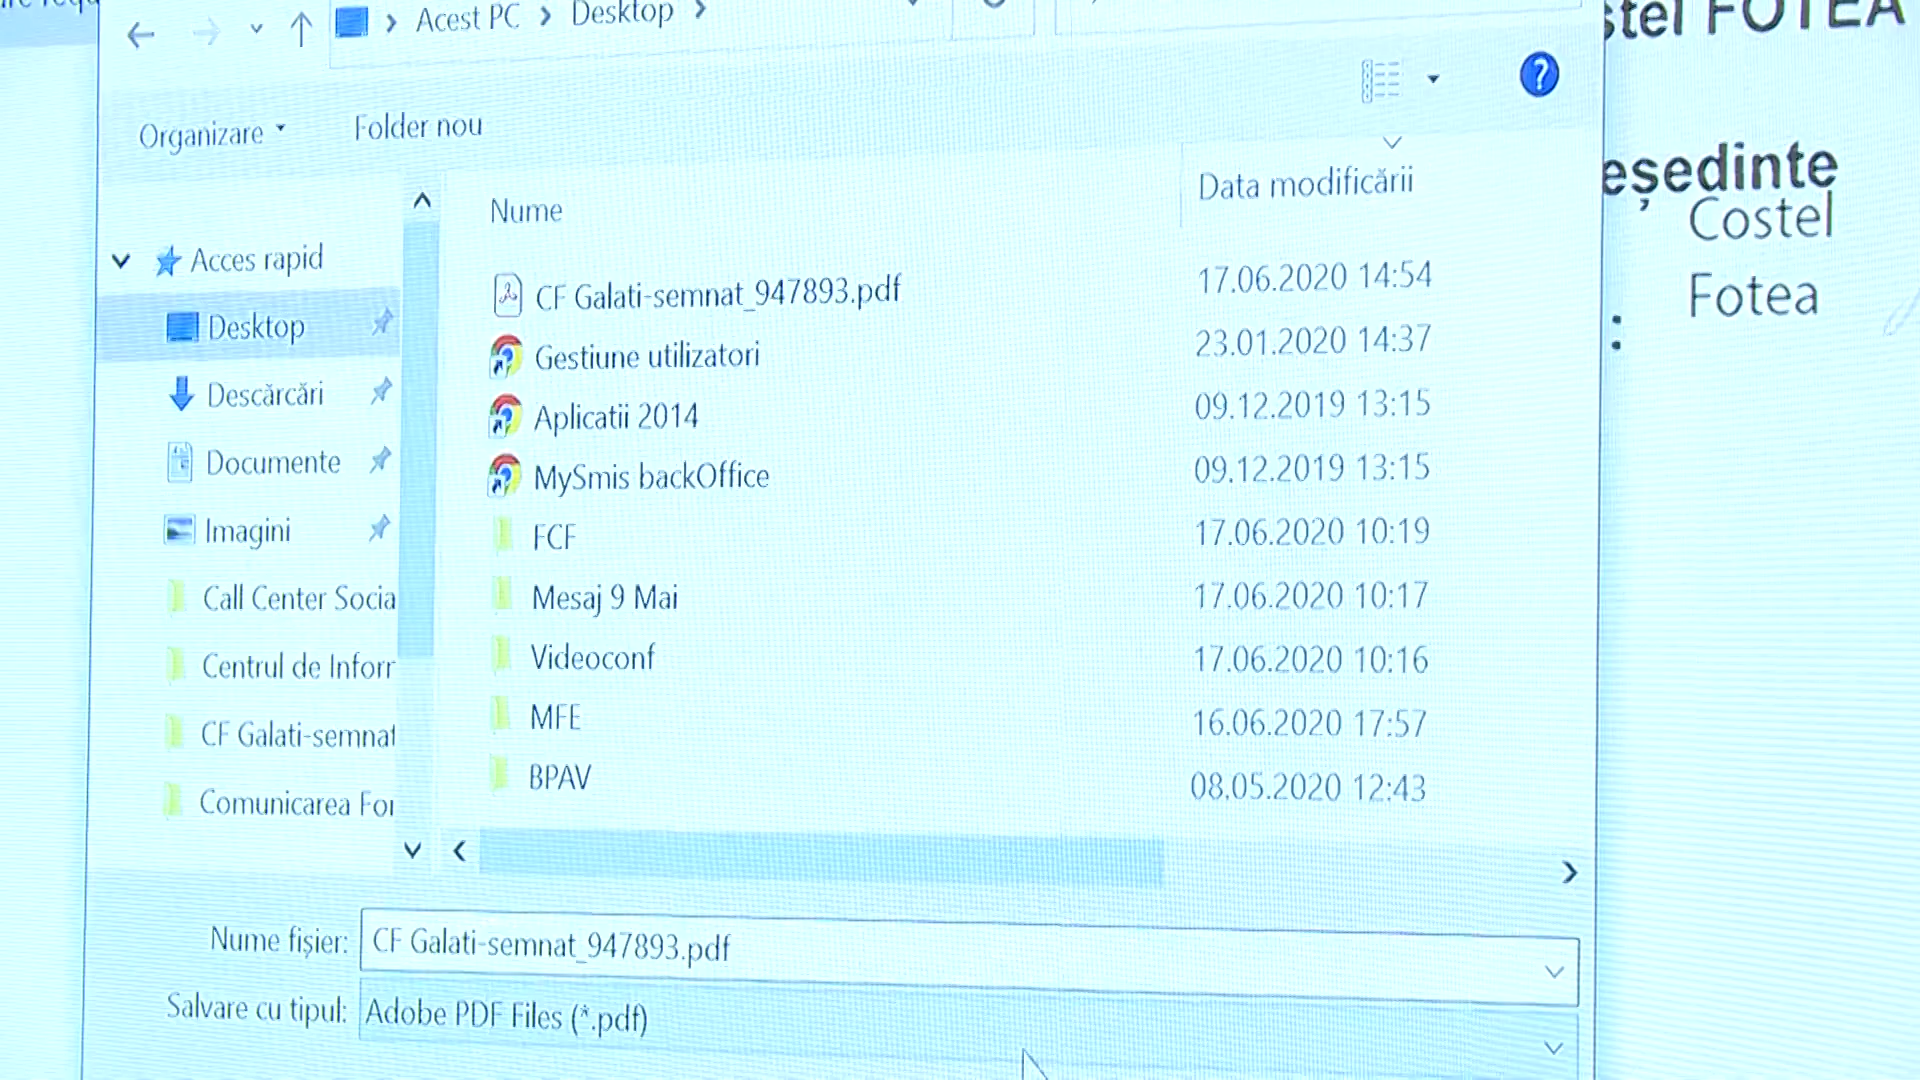 Acest PC > Desktop >
stel FOTEA
Organizare
Folder nou
eședinte
Costel
Fotea
:
Nume
Data modificării
Acces rapid
Desktop
Descărcări
Documente
Imagini
Call Center Socia
Centrul de Inforr
CF Galati-semnat
Comunicarea For
CF Galati-semnat_947893.pdf 17.06.2020 14:54
Gestiune utilizatori 23.01.2020 14:37
Aplicatii 2014 09.12.2019 13:15
MySmis backOffice 09.12.2019 13:15
FCF 17.06.2020 10:19
Mesaj 9 Mai 17.06.2020 10:17
Videoconf 17.06.2020 10:16
MFE 16.06.2020 17:57
BPAV 08.05.2020 12:43
Nume fișier: CF Galati-semnat_947893.pdf
Salvare cu tipul: Adobe PDF Files (*.pdf)